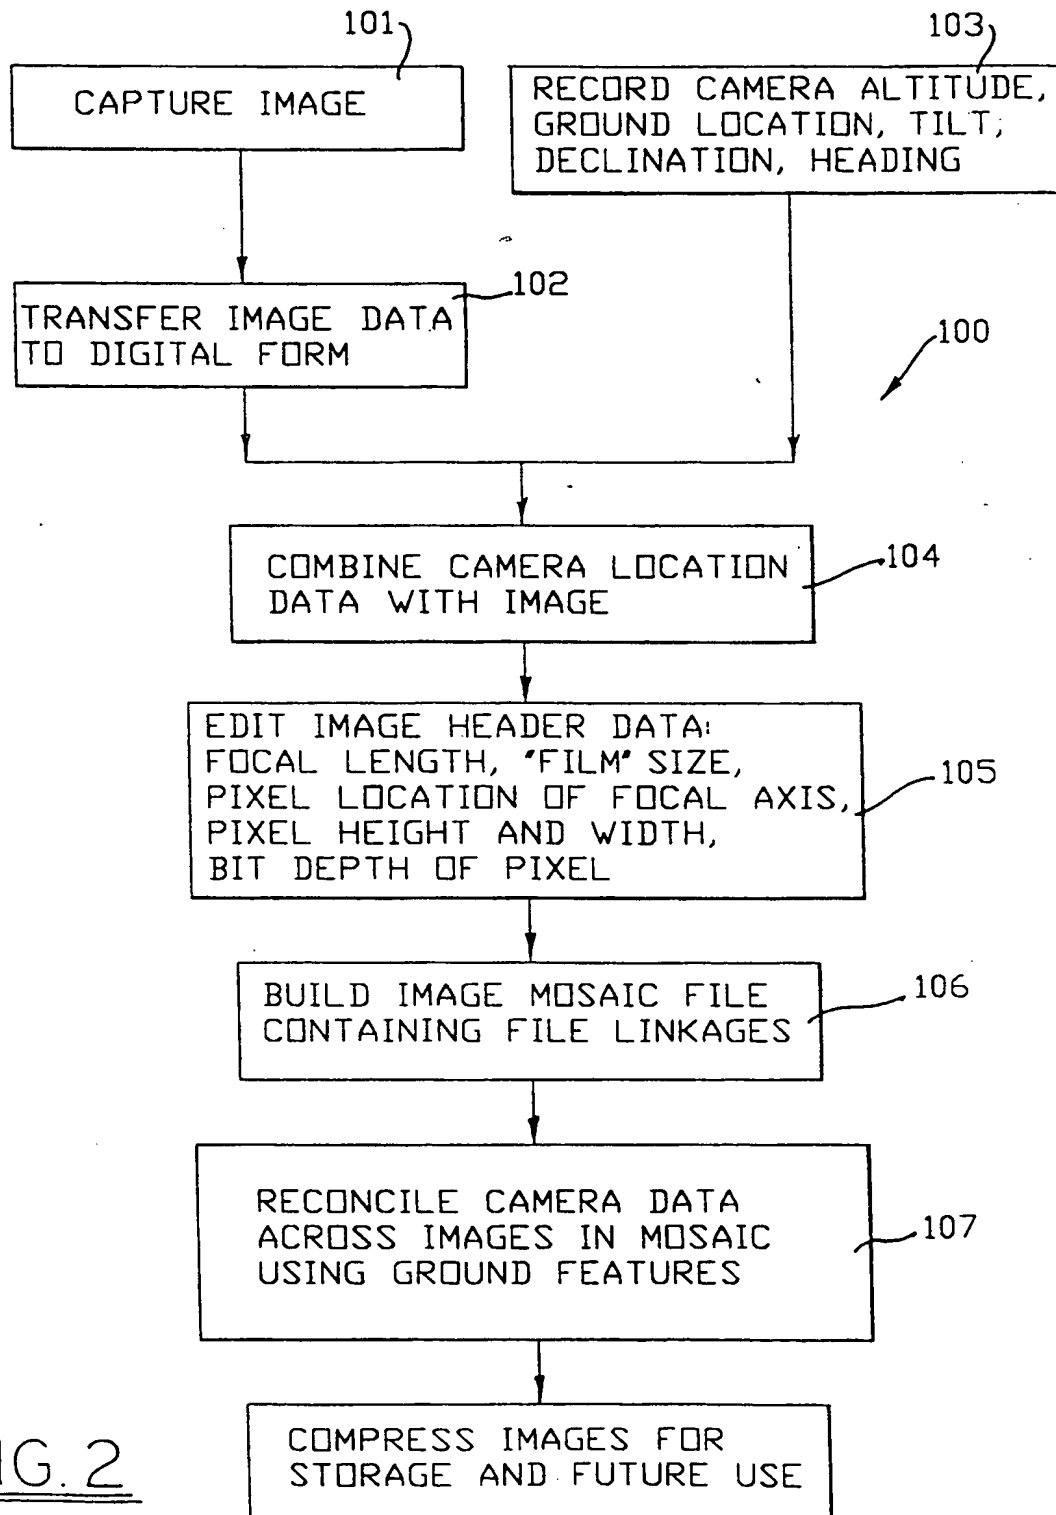 101
CAPTURE IMAGE
103
RECORD CAMERA ALTITUDE,
GROUND LOCATION, TILT,
DECLINATION, HEADING
102
TRANSFER IMAGE DATA
TO DIGITAL FORM
100
COMBINE CAMERA LOCATION
DATA WITH IMAGE
104
EDIT IMAGE HEADER DATA:
FOCAL LENGTH, "FILM" SIZE,
PIXEL LOCATION OF FOCAL AXIS,
PIXEL HEIGHT AND WIDTH,
BIT DEPTH OF PIXEL
105
BUILD IMAGE MOSAIC FILE
CONTAINING FILE LINKAGES
106
RECONCILE CAMERA DATA
ACROSS IMAGES IN MOSAIC
USING GROUND FEATURES
107
COMPRESS IMAGES FOR
STORAGE AND FUTURE USE
IG. 2